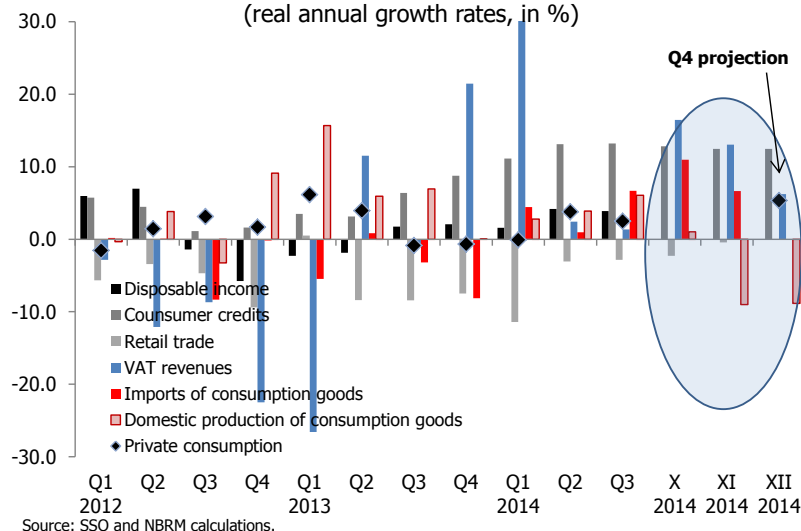 (real annual growth rates, in %)
30.0
20.0
10.0
0.0
-10.0
-20.0
-30.0
Q4 projection
Disposable income
Counsumer credits
Retail trade
VAT revenues
Imports of consumption goods
Domestic production of consumption goods
Private consumption
Q1 Q2 Q3 Q4 Q1 Q2 Q3 Q4 Q1 Q2 Q3 X XI XII
2012 2013 2014 2014 2014 2014
Source: SSO and NBRM calculations.